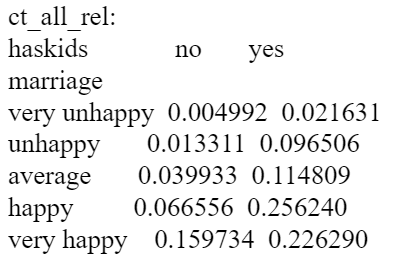 ct_all_rel:
haskids no yes
marriage
very unhappy 0.004992 0.021631
unhappy 0.013311 0.096506
average 0.039933 0.114809
happy 0.066556 0.256240
very happy 0.159734 0.226290